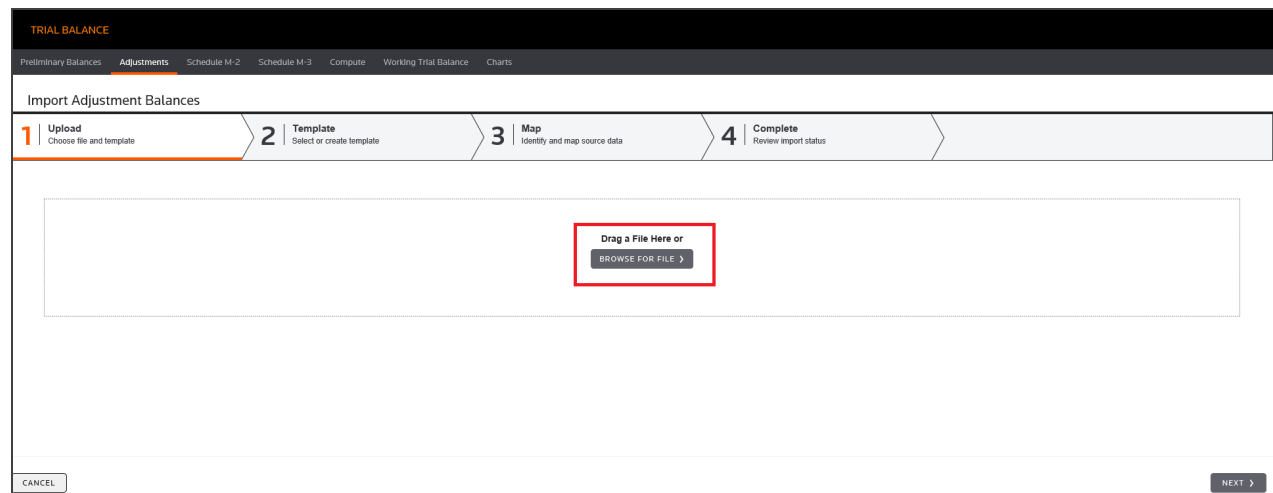 TRIAL BALANCE
Preliminary Balances Adjustments Schedule M-2 Schedule M-3 Compute Working Trial Balance Charts
Import Adjustment Balances
1 Upload
Choose file and template
2 Template
Select or create template
3 Map
Identify and map source data
4 Complete
Review import status
Drag a File Here or
BROWSE FOR FILE ❯
CANCEL
NEXT ❯